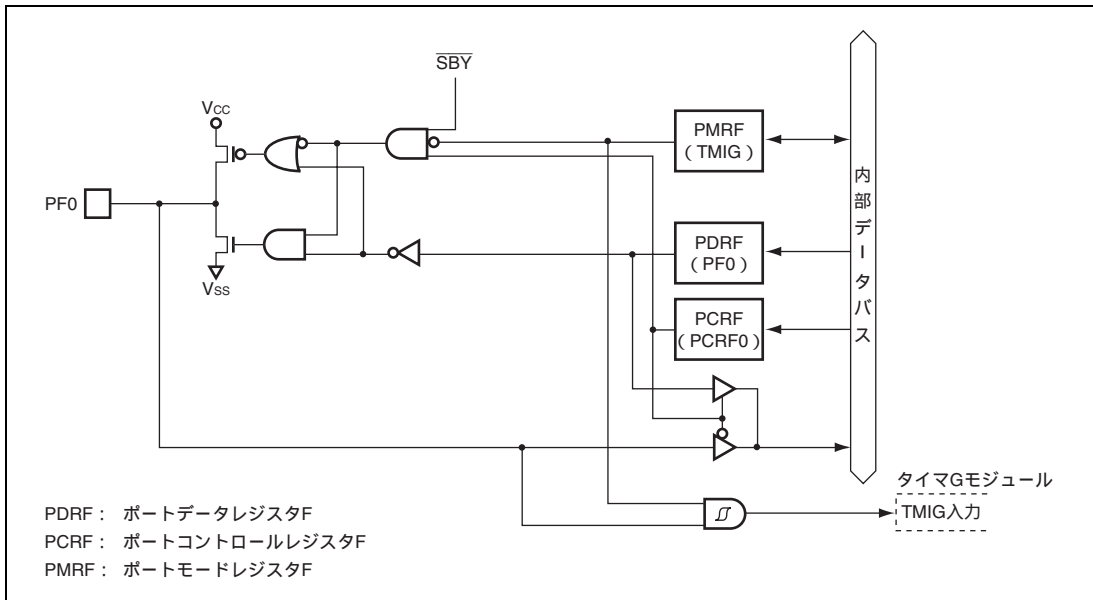 SBY
VCC
PMRF
（TMIG）
PF0
PDRF
（PF0）
VSS
PCRF
（PCRF0）
内部データバス
タイマGモジュール
TMIG入力
PDRF： ポートデータレジスタF
PCRF： ポートコントロールレジスタF
PMRF： ポートモードレジスタF